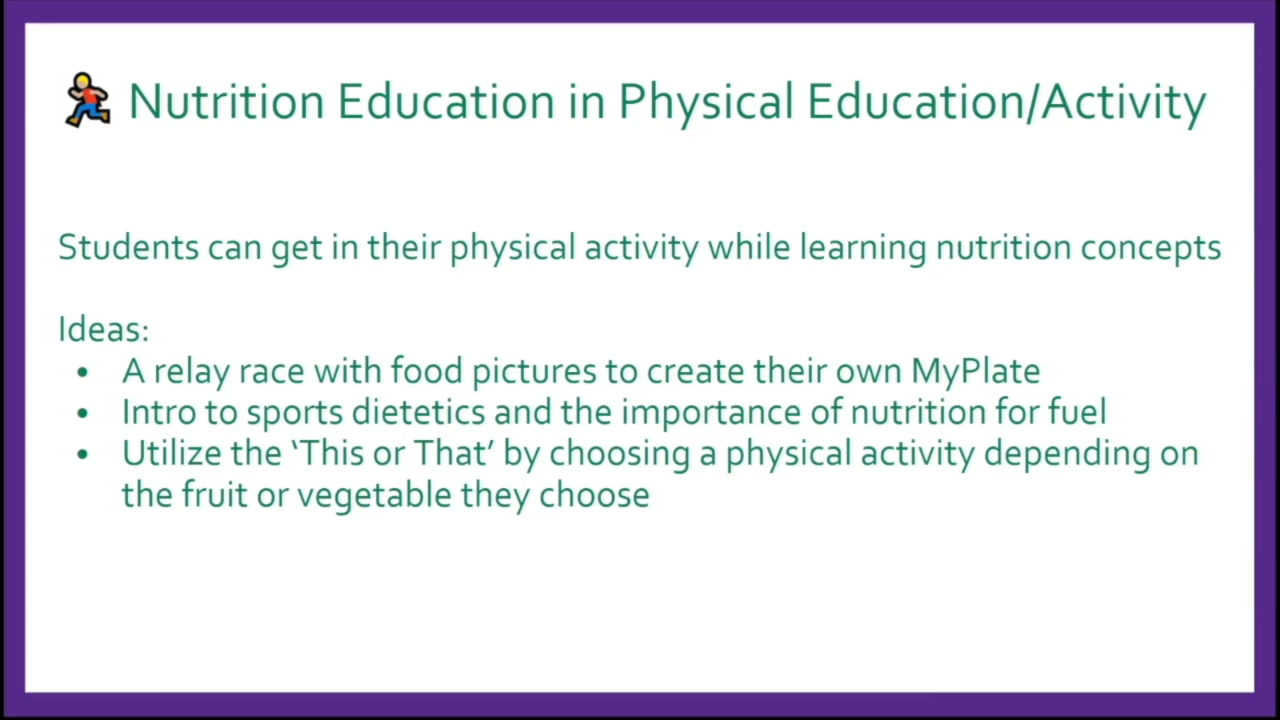 Nutrition Education in Physical Education/Activity
Students can get in their physical activity while learning nutrition concepts
Ideas:
• A relay race with food pictures to create their own MyPlate
• Intro to sports dietetics and the importance of nutrition for fuel
• Utilize the ‘This or That’ by choosing a physical activity depending on
the fruit or vegetable they choose